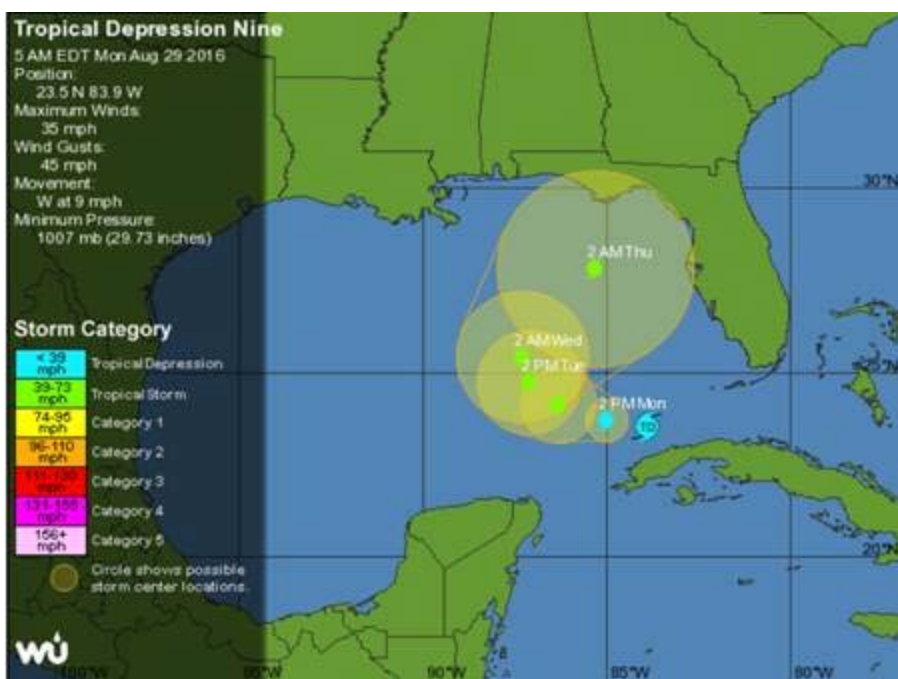 Tropical Depression Nine
5 AM EDT Mon Aug 29 2016
Position:
23.5 N 83.9 W
Maximum Winds:
35 mph
Wind Gusts:
45 mph
Movement:
W at 9 mph
Minimum Pressure:
1007 mb (29.73 inches)
30°N
2 AM Thu
2 AM Wed
2 PM Tue
25°N
2 PM Mon
TD
Storm Category
< 39 mph Tropical Depression
39-73 mph Tropical Storm
74-95 mph Category 1
96-110 mph Category 2
111-130 mph Category 3
131-155 mph Category 4
156+ mph Category 5
20°N
Circle shows possible
storm center locations.
WU
100°W 95°W 90°W 85°W 80°W